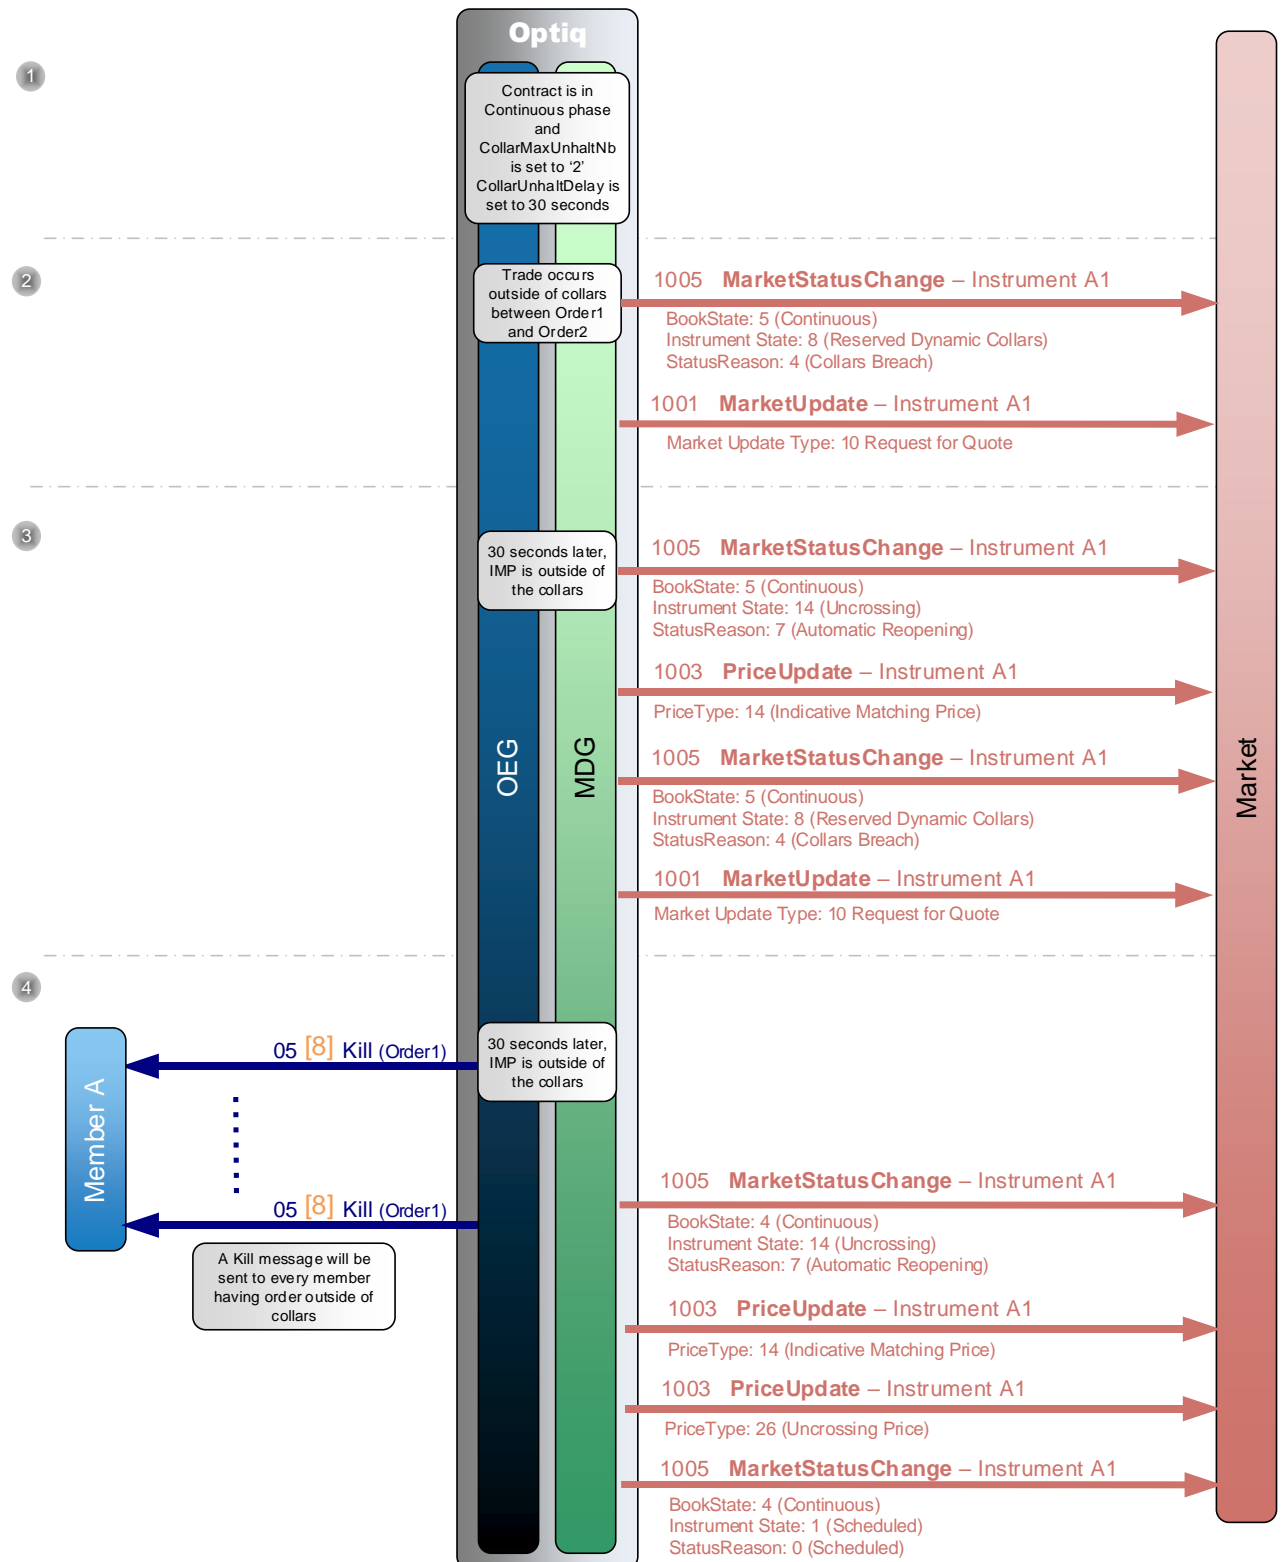 Optiq
1
Contract is in
Continuous phase
and
CollarMaxUnhaltNb
is set to ‘2’
CollarUnhaltDelay is
set to 30 seconds
2
Trade occurs
outside of collars
between Order1
and Order2
1005 MarketStatusChange – Instrument A1
BookState: 5 (Continuous)
Instrument State: 8 (Reserved Dynamic Collars)
StatusReason: 4 (Collars Breach)
1001 MarketUpdate – Instrument A1
Market Update Type: 10 Request for Quote
3
30 seconds later,
IMP is outside of
the collars
1005 MarketStatusChange – Instrument A1
BookState: 5 (Continuous)
Instrument State: 14 (Uncrossing)
StatusReason: 7 (Automatic Reopening)
1003 PriceUpdate – Instrument A1
PriceType: 14 (Indicative Matching Price)
OEG
MDG
Market
1005 MarketStatusChange – Instrument A1
BookState: 5 (Continuous)
Instrument State: 8 (Reserved Dynamic Collars)
StatusReason: 4 (Collars Breach)
1001 MarketUpdate – Instrument A1
Market Update Type: 10 Request for Quote
4
Member A
05 [8] Kill (Order1)
30 seconds later,
IMP is outside of
the collars
05 [8] Kill (Order1)
A Kill message will be
sent to every member
having order outside of
collars
1005 MarketStatusChange – Instrument A1
BookState: 4 (Continuous)
Instrument State: 14 (Uncrossing)
StatusReason: 7 (Automatic Reopening)
1003 PriceUpdate – Instrument A1
PriceType: 14 (Indicative Matching Price)
1003 PriceUpdate – Instrument A1
PriceType: 26 (Uncrossing Price)
1005 MarketStatusChange – Instrument A1
BookState: 4 (Continuous)
Instrument State: 1 (Scheduled)
StatusReason: 0 (Scheduled)